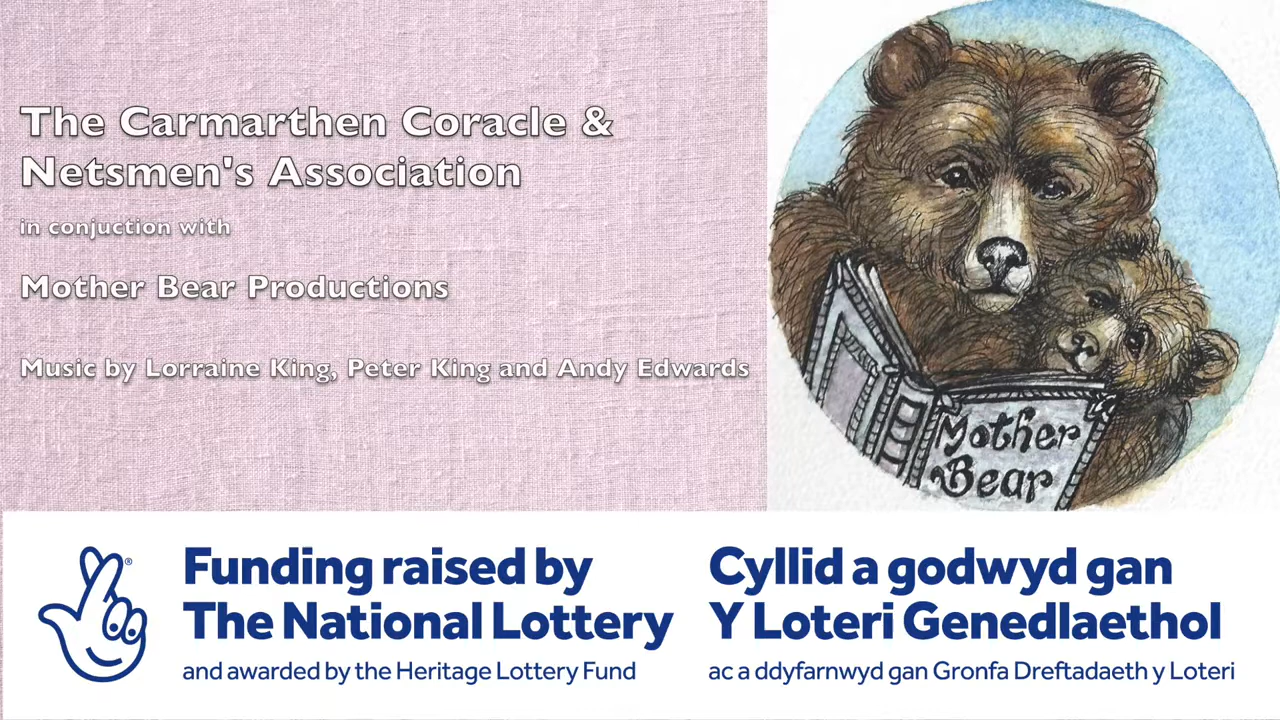 The Carmarthen Coracle &
Netsmen's Association
in conjuction with
Mother Bear Productions
Music by Lorraine King, Peter King and Andy Edwards
Mother
Bear
®
Funding raised by
The National Lottery
and awarded by the Heritage Lottery Fund
Cyllid a godwyd gan
Y Loteri Genedlaethol
ac a ddyfarnwyd gan Gronfa Dreftadaeth y Loteri